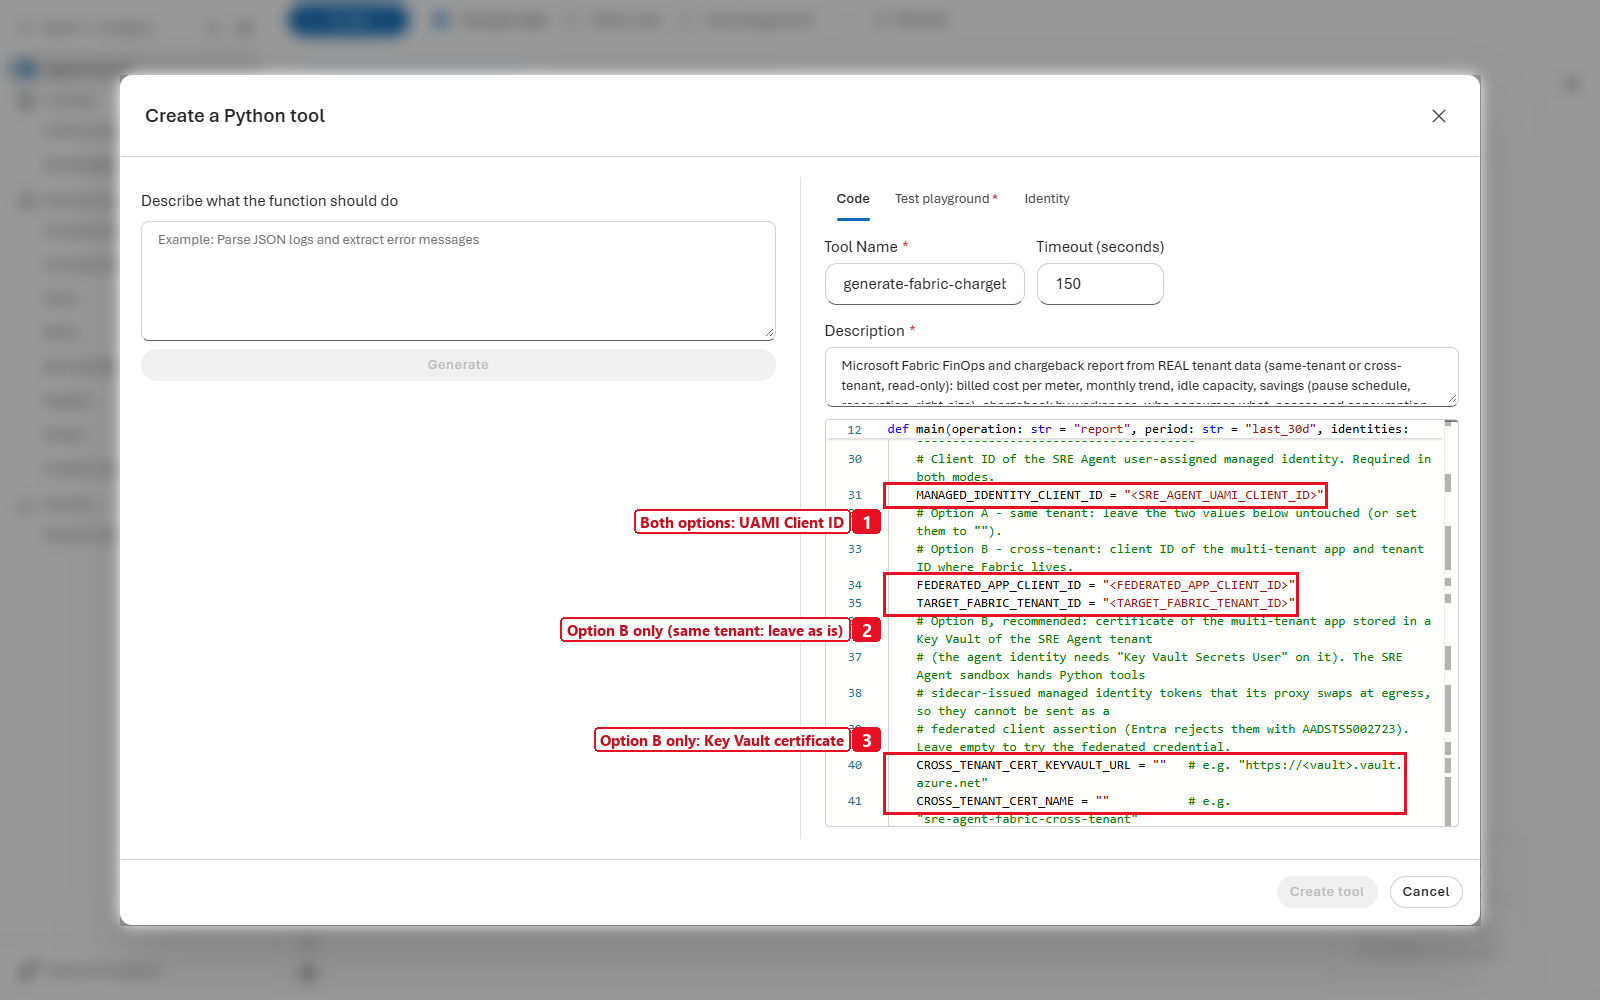 Create a Python tool
Describe what the function should do
Example: Parse JSON logs and extract error messages
Generate
Code
Test playground *
Identity
Tool Name *
Timeout (seconds)
generate-fabric-chargeb
150
Description *
Microsoft Fabric FinOps and chargeback report from REAL tenant data (same-tenant or cross-
tenant, read-only): billed cost per meter, monthly trend, idle capacity, savings (pause schedule,
12 def main(operation: str = "report", period: str = "last_30d", identities:
30 # Client ID of the SRE Agent user-assigned managed identity. Required in
both modes.
31 MANAGED_IDENTITY_CLIENT_ID = "<SRE_AGENT_UAMI_CLIENT_ID>"
Both options: UAMI Client ID 1
# Option A - same tenant: leave the two values below untouched (or set
them to "").
33 # Option B - cross-tenant: client ID of the multi-tenant app and tenant
ID where Fabric lives.
34 FEDERATED_APP_CLIENT_ID = "<FEDERATED_APP_CLIENT_ID>"
35 TARGET_FABRIC_TENANT_ID = "<TARGET_FABRIC_TENANT_ID>"
Option B only (same tenant: leave as is) 2
# Option B, recommended: certificate of the multi-tenant app stored in a
Key Vault of the SRE Agent tenant
37 # (the agent identity needs "Key Vault Secrets User" on it). The SRE
Agent sandbox hands Python tools
38 # sidecar-issued managed identity tokens that its proxy swaps at egress,
so they cannot be sent as a
# federated client assertion (Entra rejects them with AADSTS5002723).
Leave empty to try the federated credential.
Option B only: Key Vault certificate 3
40 CROSS_TENANT_CERT_KEYVAULT_URL = "" # e.g. "https://<vault>.vault.
azure.net"
41 CROSS_TENANT_CERT_NAME = "" # e.g.
"sre-agent-fabric-cross-tenant"
Create tool
Cancel